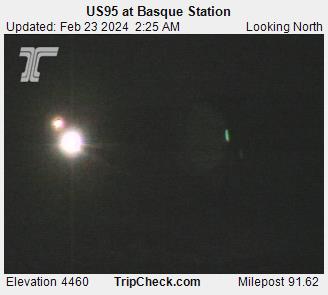 US95 at Basque Station
Updated: Feb 23 2024 2:25 AM Looking North
Elevation 4460 TripCheck.com Milepost 91.62